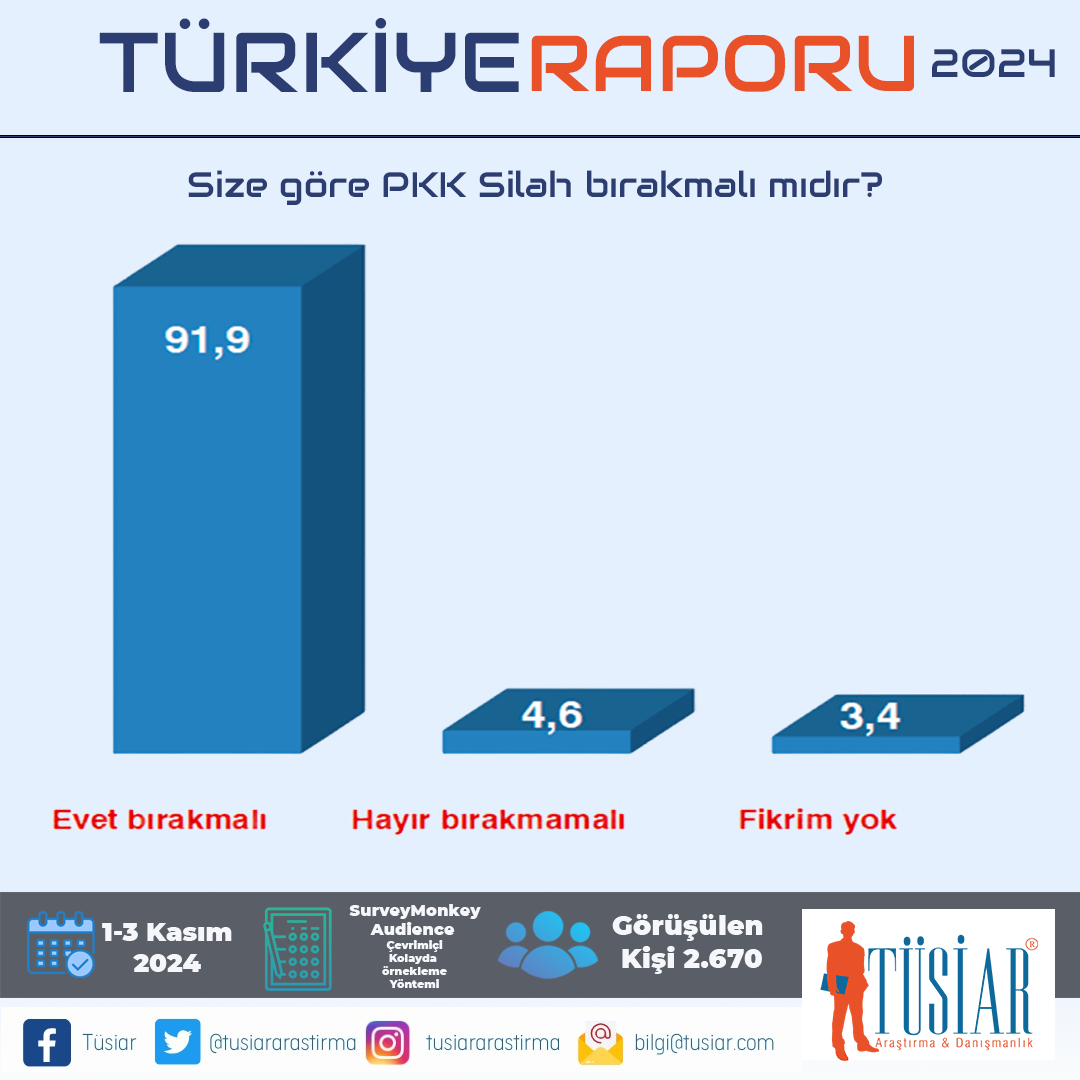 TÜRKİYERAPORU 2024
Size göre PKK Silah bırakmalı mıdır?
91,9
4,6
3,4
Evet bırakmalı
Hayır bırakmamalı
Fikrim yok
1-3 Kasım
2024
SurveyMonkey
Audience
Çevrimiçi
Kolayda
örnekleme
Yöntemi
Görüşülen
Kişi 2.670
TÜSİAR®
Araştırma & Danışmanlık
Tüsiar
@tusiararastirma
tusiararastirma
bilgi@tusiar.com